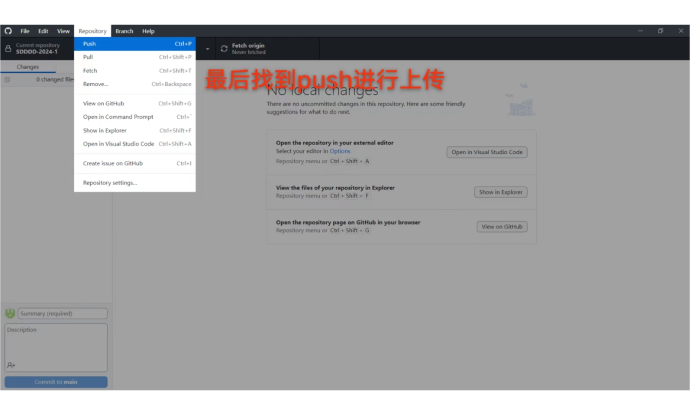 File Edit View Repository Branch Help
Current repository
SDDDD-2024-1
Fetch origin
Never fetched
Changes
0 changed files
Push Ctrl+P
Pull Ctrl+Shift+P
Fetch Ctrl+Shift+T
Remove... Ctrl+Backspace
View on GitHub Ctrl+Shift+G
Open in Command Prompt Ctrl+`
Show in Explorer Ctrl+Shift+F
Open in Visual Studio Code Ctrl+Shift+A
Create issue on GitHub Ctrl+I
Repository settings...
最后找到push进行上传
No local changes
There are no uncommitted changes in this repository. Here are some friendly
suggestions for what to do next.
Open the repository in your external editor
Select your editor in Options
Repository menu or Ctrl + Shift + A
Open in Visual Studio Code
View the files of your repository in Explorer
Repository menu or Ctrl + Shift + F
Show in Explorer
Open the repository page on GitHub in your browser
Repository menu or Ctrl + Shift + G
View on GitHub
Summary (required)
Description
Commit to main